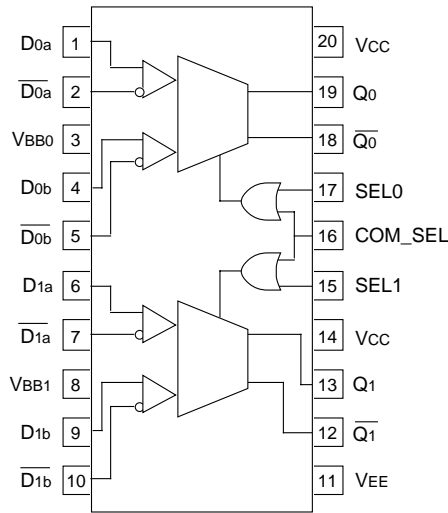 D0a 1
D0a 2
VBB0 3
D0b 4
D0b 5
D1a 6
D1a 7
VBB1 8
D1b 9
D1b 10
20 VCC
19 Q0
18 Q0
17 SEL0
16 COM_SEL
15 SEL1
14 VCC
13 Q1
12 Q1
11 VEE